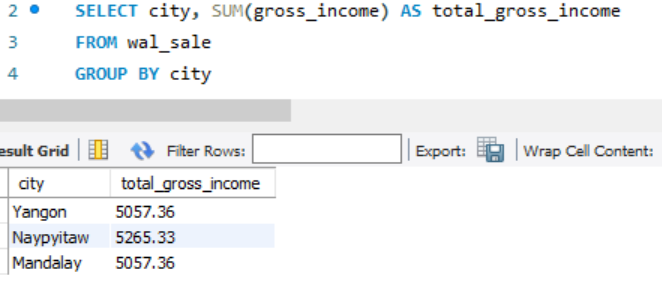 2 SELECT city, SUM(gross_income) AS total_gross_income
3 FROM wal_sale
4 GROUP BY city
esult Grid Filter Rows: Export: Wrap Cell Content:
city total_gross_income
Yangon 5057.36
Naypyitaw 5265.33
Mandalay 5057.36